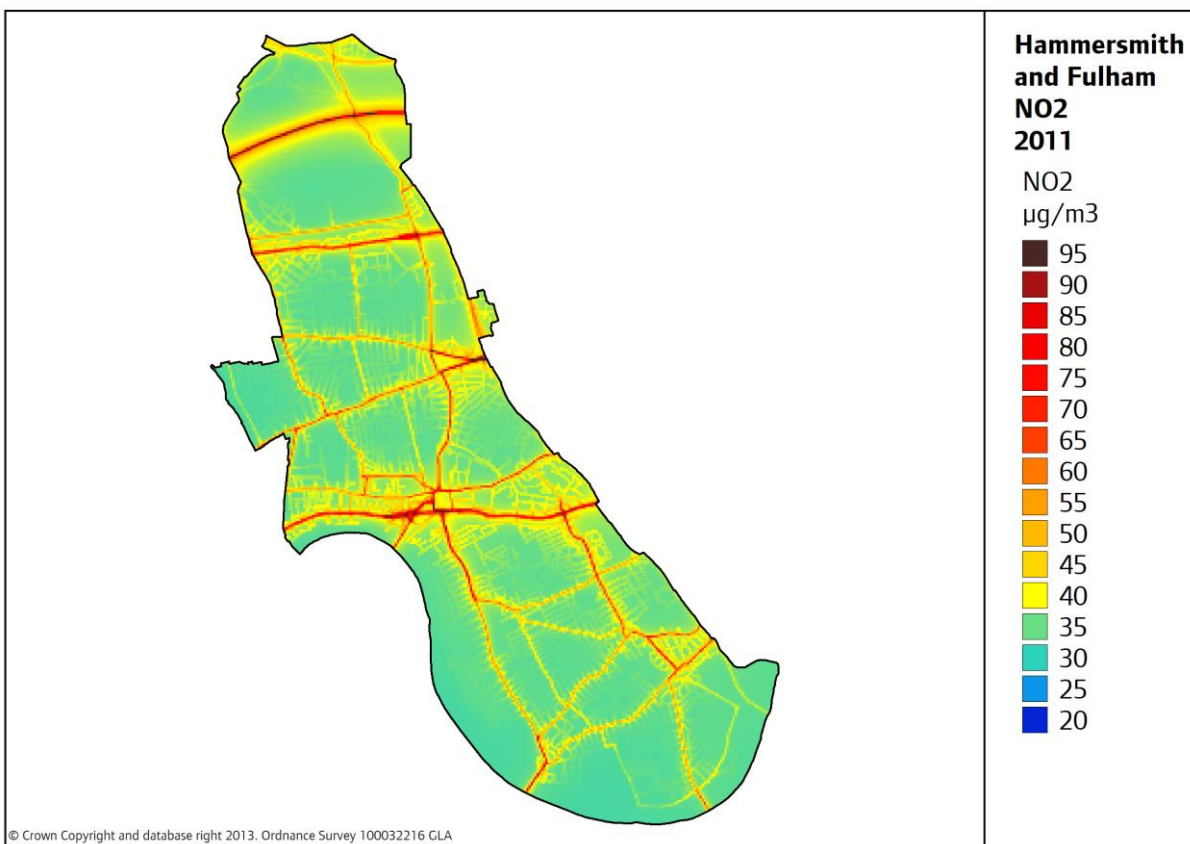 Hammersmith
and Fulham
NO2
2011
NO2
µg/m3
95
90
85
80
75
70
65
60
55
50
45
40
35
30
25
20
© Crown Copyright and database right 2013. Ordnance Survey 100032216 GLA